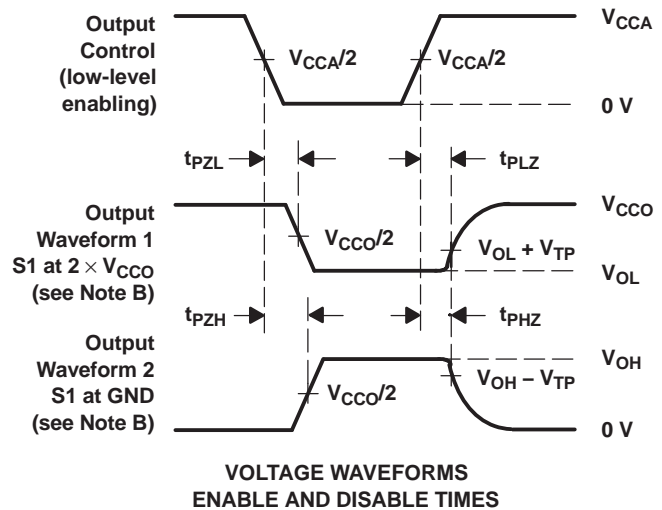 Output
Control
(low-level
enabling)
VCCA/2
VCCA/2
VCCA
0 V
tPZL
tPLZ
Output
Waveform 1
S1 at 2 × VCCO
(see Note B)
VCCO/2
VCCO
VOL + VTP
VOL
tPZH
tPHZ
Output
Waveform 2
S1 at GND
(see Note B)
VCCO/2
VOH
VOH − VTP
0 V
VOLTAGE WAVEFORMS
ENABLE AND DISABLE TIMES